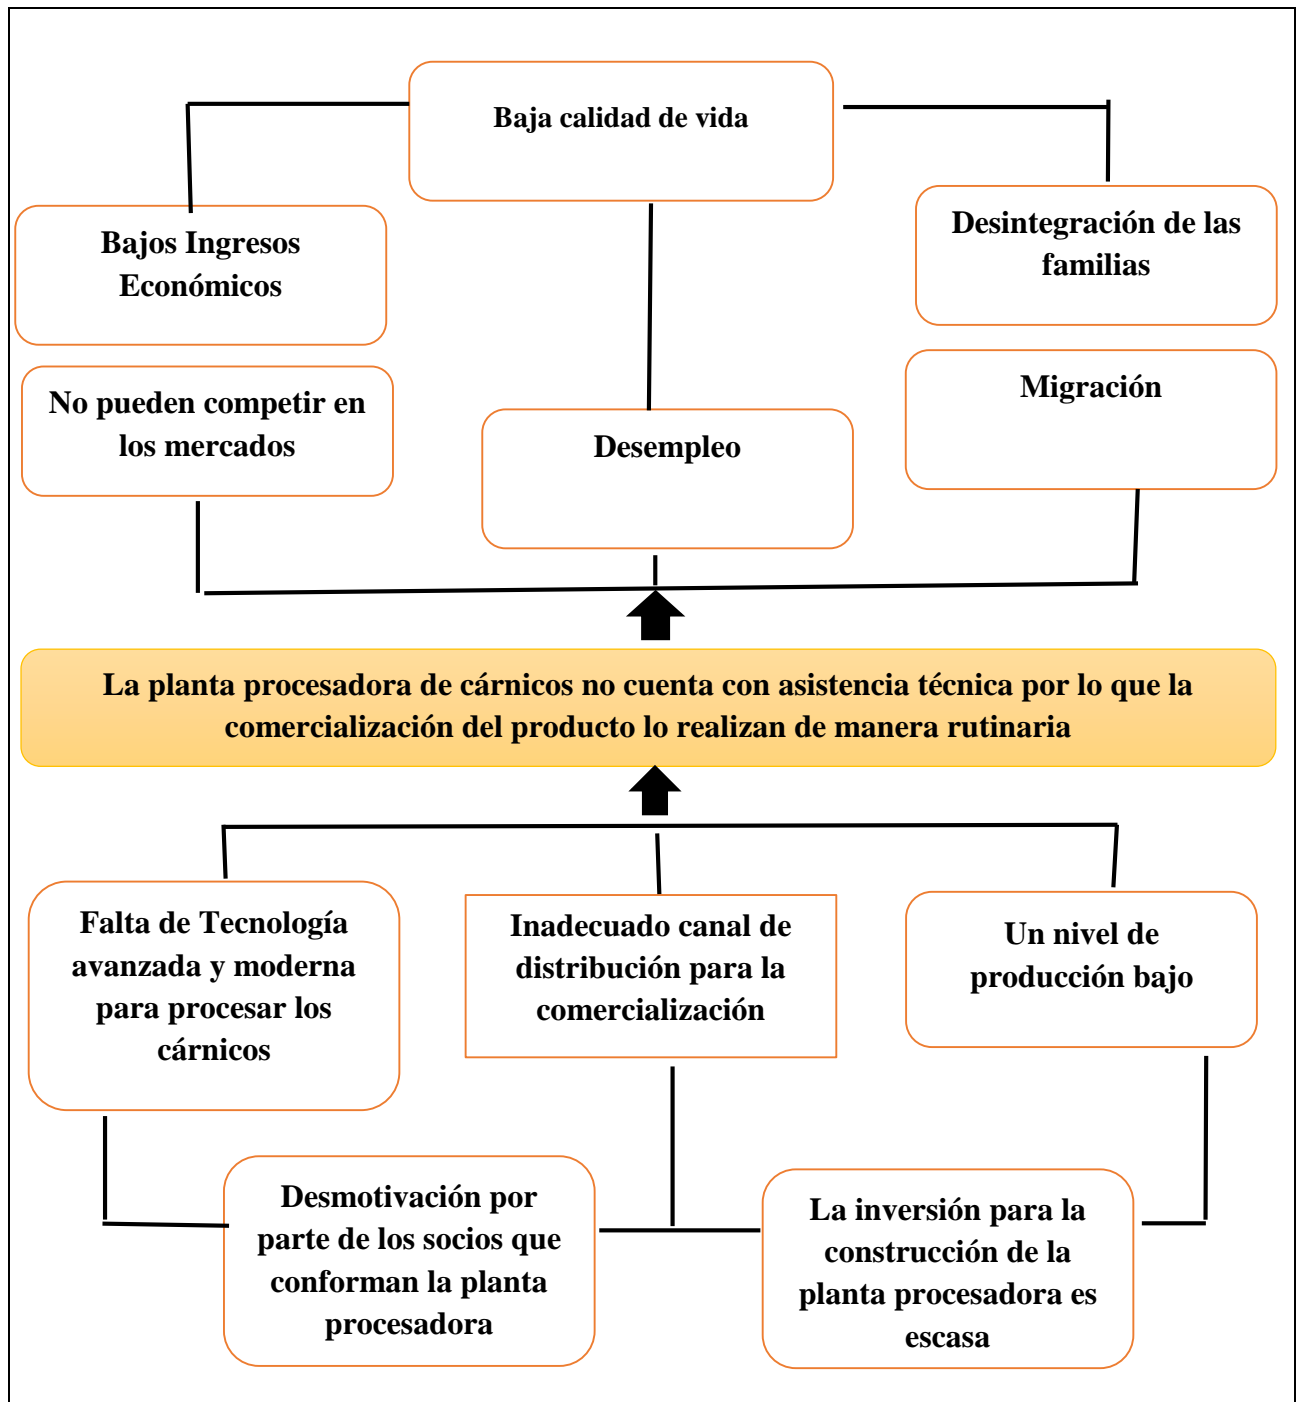 Baja calidad de vida
Bajos Ingresos
Económicos
Desintegración de las
familias
No pueden competir en
los mercados
Desempleo
Migración
La planta procesadora de cárnicos no cuenta con asistencia técnica por lo que la
comercialización del producto lo realizan de manera rutinaria
Falta de Tecnología
avanzada y moderna
para procesar los
cárnicos
Inadecuado canal de
distribución para la
comercialización
Un nivel de
producción bajo
Desmotivación por
parte de los socios que
conforman la planta
procesadora
La inversión para la
construcción de la
planta procesadora es
escasa